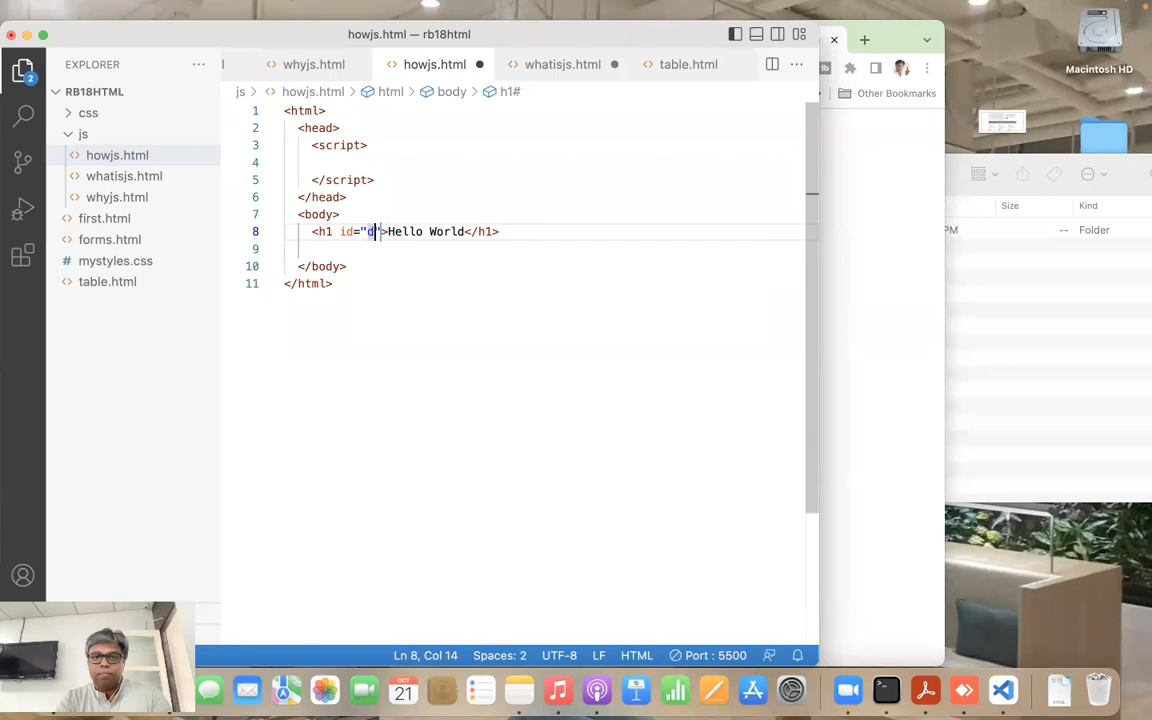 howjs.html — rb18html
EXPLORER
whyjs.html
howjs.html
whatisjs.html
table.html
Other Bookmarks
Macintosh HD
RB18HTML
js > howjs.html > html > body > h1#
css
js
howjs.html
whatisjs.html
whyjs.html
first.html
forms.html
mystyles.css
table.html
2
1 <html>
2 <head>
3 <script>
4
5 </script>
6 </head>
7 <body>
8 <h1 id="d">Hello World</h1>
9
10 </body>
11 </html>
Size
Kind
PM
-- Folder
Ln 8, Col 14
Spaces: 2
UTF-8
LF
HTML
Port : 5500
OCT
21